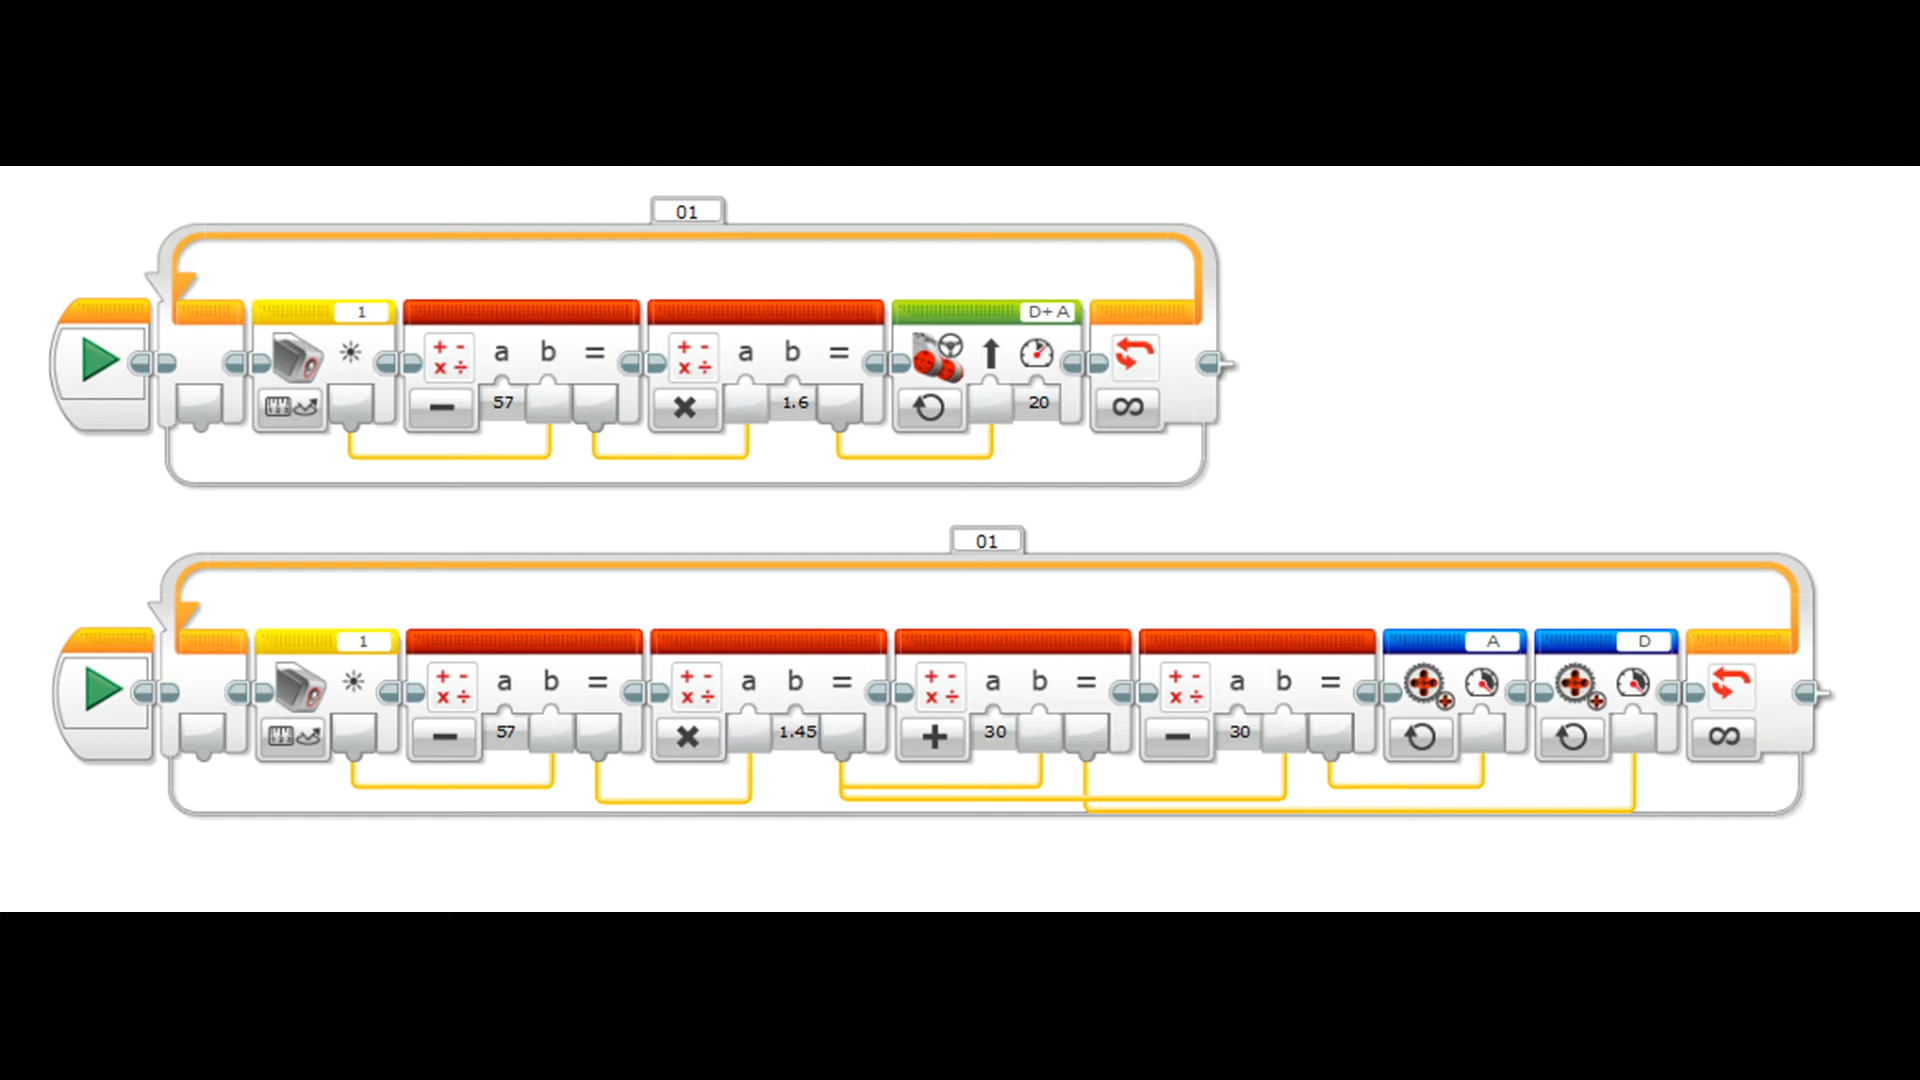 01
1
D+A
a b =
a b =
57
1.6
20
01
1
A
D
a b =
a b =
a b =
a b =
57
1.45
30
30